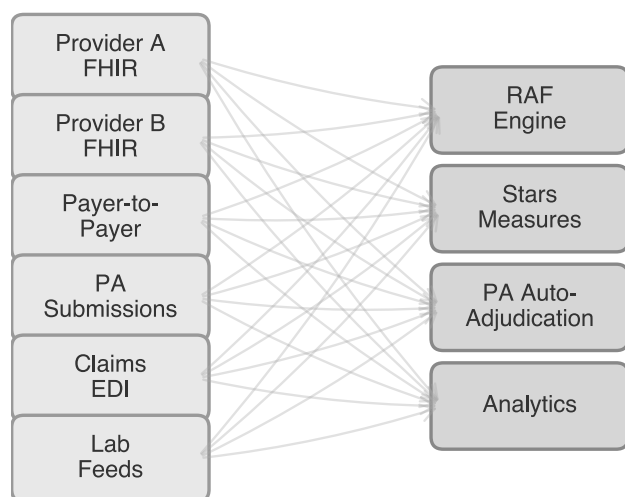 Provider A
FHIR
Provider B
FHIR
Payer-to-
Payer
PA
Submissions
Claims
EDI
Lab
Feeds
RAF
Engine
Stars
Measures
PA Auto-
Adjudication
Analytics